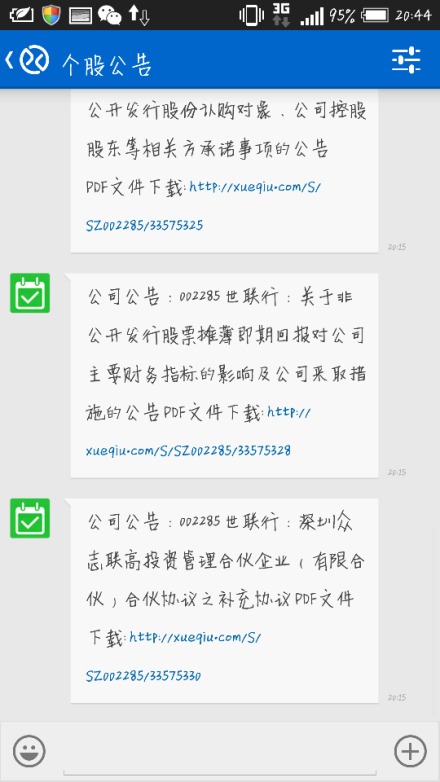 3G
95%
20:44
个股公告
公开发行股份认购对象、公司控股
股东等相关方承诺事项的公告
PDF文件下载:http://xueqiu.com/S/
SZ002285/33575325
20:15
公司公告:002285世联行:关于非
公开发行股票摊薄即期回报对公司
主要财务指标的影响及公司采取措
施的公告PDF文件下载:http://
xueqiu.com/S/SZ002285/33575328
20:15
公司公告:002285世联行:深圳众
志联高投资管理合伙企业(有限合
伙)合伙协议之补充协议PDF文件
下载:http://xueqiu.com/S/
SZ002285/33575330
20:15